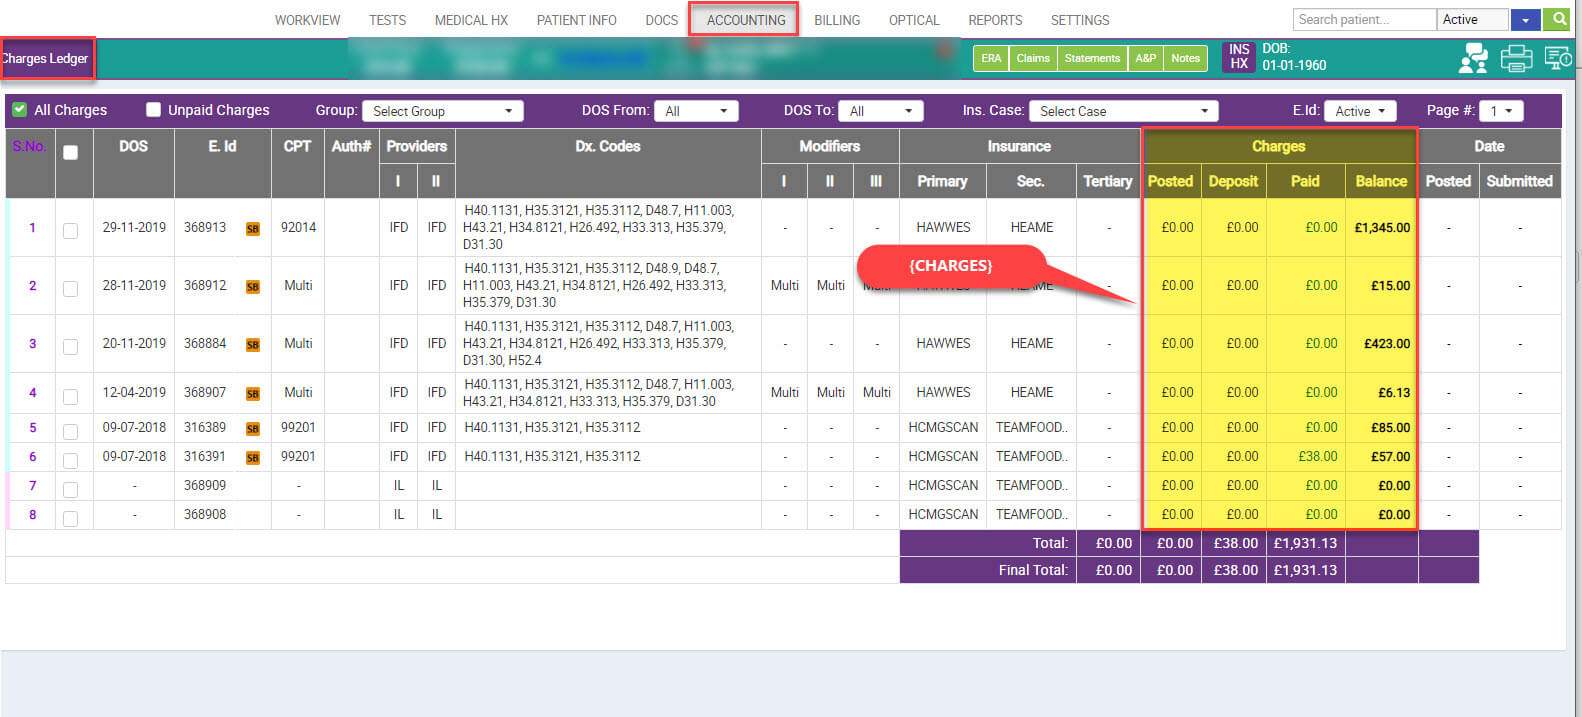 WORKVIEW TESTS MEDICAL HX PATIENT INFO DOCS ACCOUNTING BILLING OPTICAL REPORTS SETTINGS Search patient... Active
Charges Ledger ERA Claims Statements A&P Notes INS HX DOB: 01-01-1960
All Charges Unpaid Charges Group: Select Group DOS From: All DOS To: All Ins. Case: Select Case E.Id: Active Page #: 1
S.No. DOS E. Id CPT Auth# Providers Dx. Codes Modifiers Insurance Charges Date
I II I II III Primary Sec. Tertiary Posted Deposit Paid Balance Posted Submitted
1 29-11-2019 368913 SB 92014 IFD IFD H40.1131, H35.3121, H35.3112, D48.7, H11.003, H43.21, H34.8121, H26.492, H33.313, H35.379, D31.30 - - - HAWWES HEAME - £0.00 £0.00 £0.00 £1,345.00 - -
{CHARGES}
2 28-11-2019 368912 SB Multi IFD IFD H40.1131, H35.3121, H35.3112, D48.9, D48.7, H11.003, H43.21, H34.8121, H26.492, H33.313, H35.379, D31.30 Multi Multi - £0.00 £0.00 £0.00 £15.00 - -
3 20-11-2019 368884 SB Multi IFD IFD H40.1131, H35.3121, H35.3112, D48.7, H11.003, H43.21, H34.8121, H26.492, H33.313, H35.379, D31.30, H52.4 - - - HAWWES HEAME - £0.00 £0.00 £0.00 £423.00 - -
4 12-04-2019 368907 SB Multi IFD IFD H40.1131, H35.3121, H35.3112, D48.7, H11.003, H43.21, H34.8121, H33.313, H35.379, D31.30 Multi Multi Multi HAWWES HEAME - £0.00 £0.00 £0.00 £6.13 - -
5 09-07-2018 316389 SB 99201 IFD IFD H40.1131, H35.3121, H35.3112 - - - HCMGSCAN TEAMFOOD.. - £0.00 £0.00 £0.00 £85.00 - -
6 09-07-2018 316391 SB 99201 IFD IFD H40.1131, H35.3121, H35.3112 - - - HCMGSCAN TEAMFOOD.. - £0.00 £0.00 £38.00 £57.00 - -
7 - 368909 - IL IL - - - HCMGSCAN TEAMFOOD.. - £0.00 £0.00 £0.00 £0.00 - -
8 - 368908 - IL IL - - - HCMGSCAN TEAMFOOD.. - £0.00 £0.00 £0.00 £0.00 - -
Total: £0.00 £0.00 £38.00 £1,931.13
Final Total: £0.00 £0.00 £38.00 £1,931.13